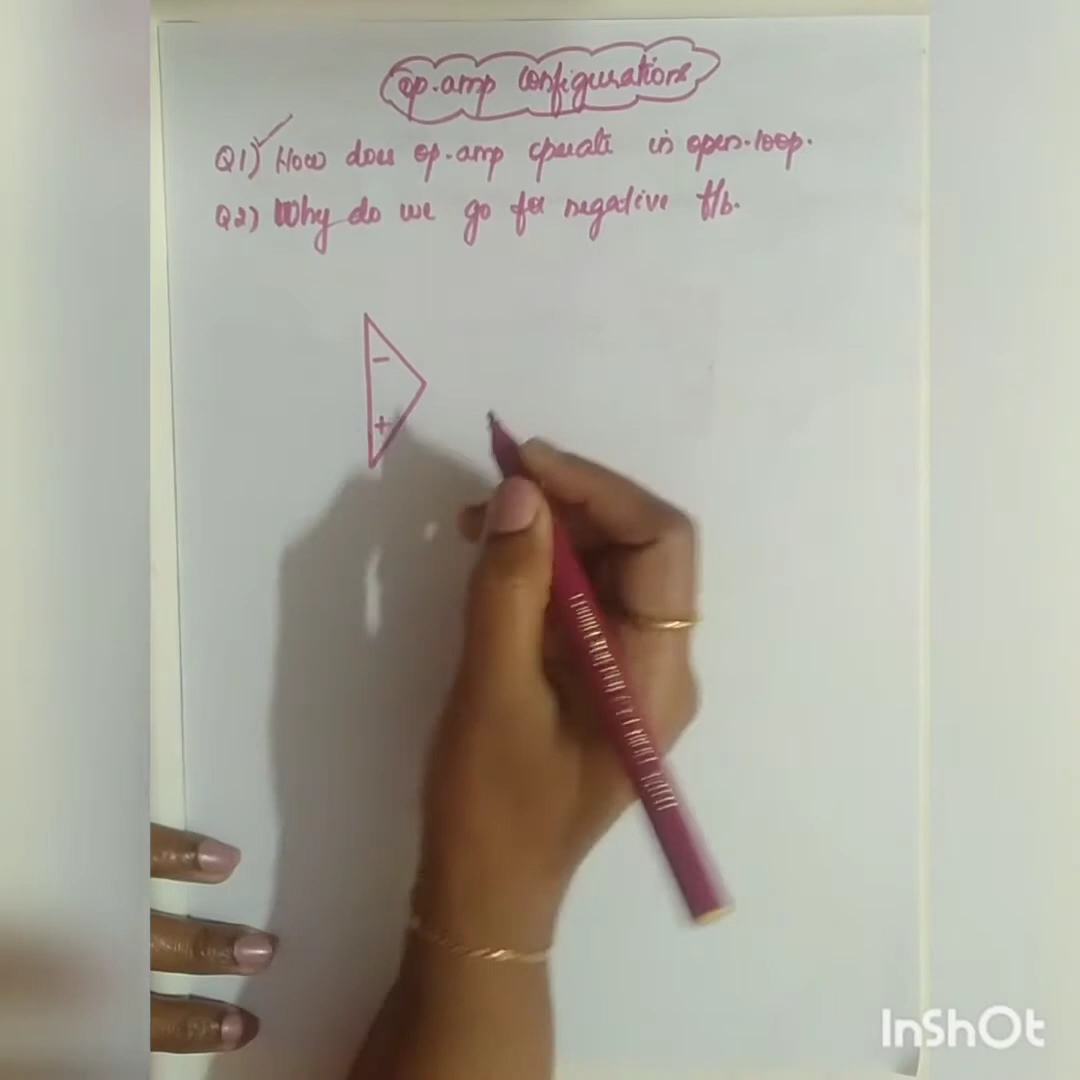 op-amp configurations
Q1) How does op-amp operate in open-loop.
Q2) Why do we go for negative f/b.
-
+
InShOt